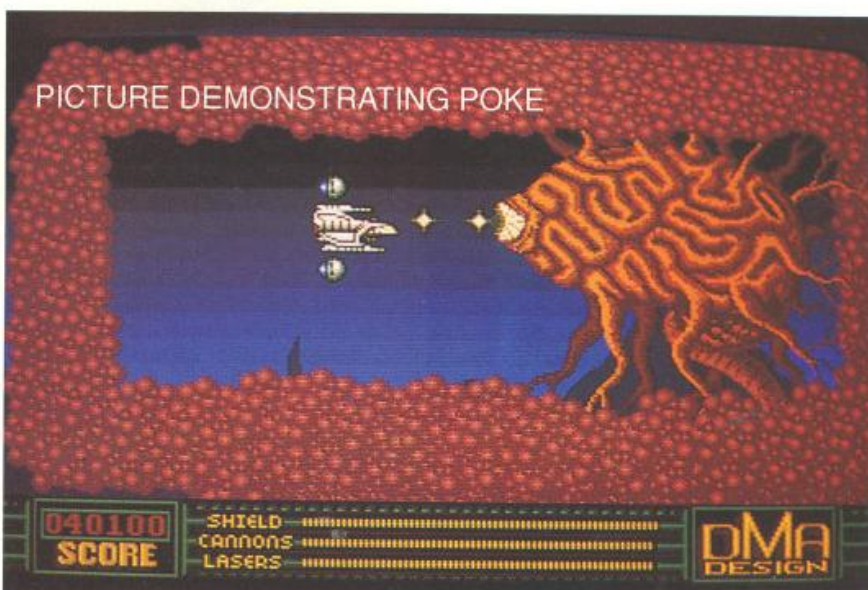 PICTURE DEMONSTRATING POKE
040100
SCORE
SHIELD
CANNONS
LASERS
DMA
DESIGN